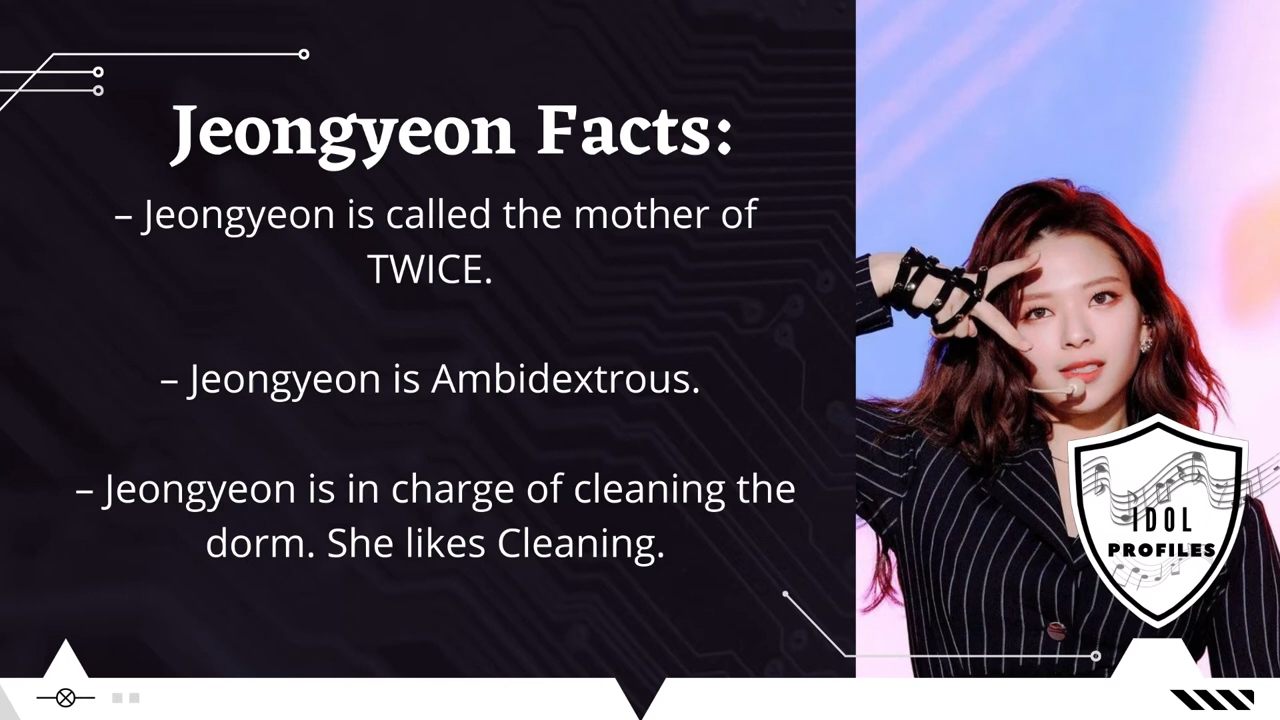 Jeongyeon Facts:
– Jeongyeon is called the mother of
TWICE.
– Jeongyeon is Ambidextrous.
– Jeongyeon is in charge of cleaning the
dorm. She likes Cleaning.
IDOL
PROFILES